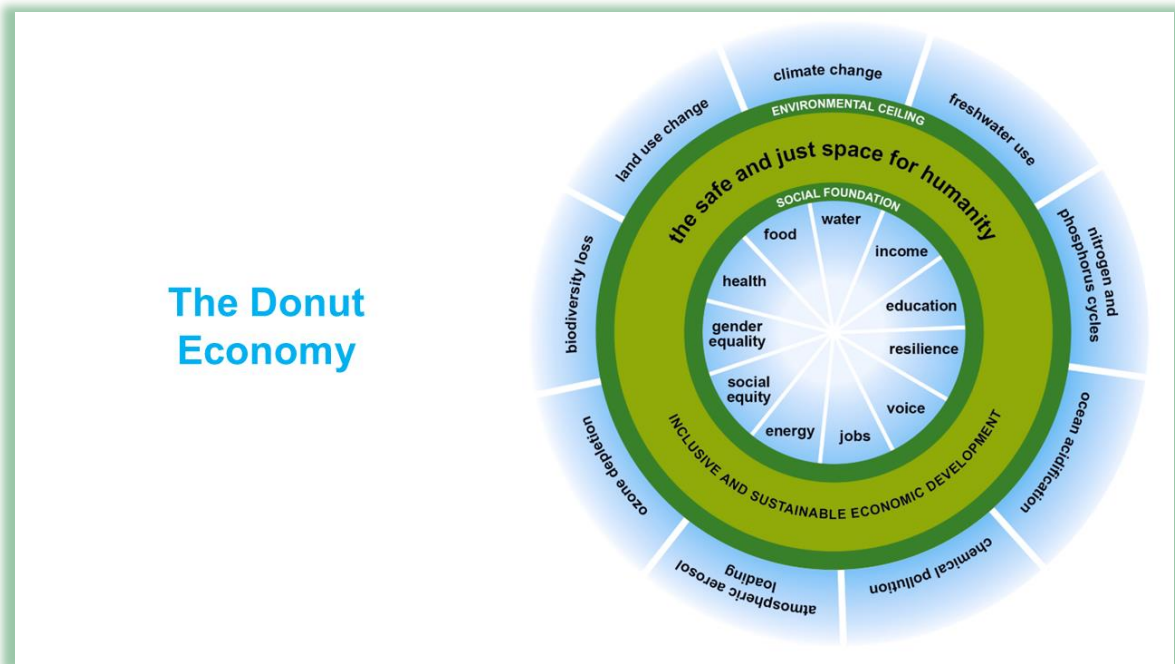 The Donut
Economy
climate change
freshwater use
nitrogen and
phosphorus cycles
ocean acidification
chemical pollution
atmospheric aerosol
loading
ozone depletion
biodiversity loss
land use change
ENVIRONMENTAL CEILING
the safe and just space for humanity
SOCIAL FOUNDATION
water
income
education
resilience
voice
jobs
energy
social
equity
gender
equality
health
food
INCLUSIVE AND SUSTAINABLE ECONOMIC DEVELOPMENT